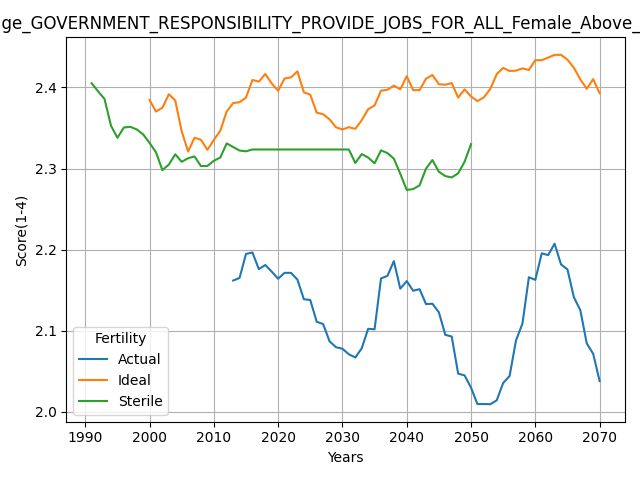 ge_GOVERNMENT_RESPONSIBILITY_PROVIDE_JOBS_FOR_ALL_Female_Above_
Score(1-4)
2.4
2.3
2.2
2.1
2.0
Fertility
Actual
Ideal
Sterile
1990 2000 2010 2020 2030 2040 2050 2060 2070
Years